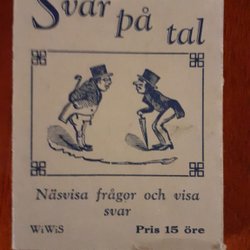 Svar på tal
Näsvisa frågor och visa
svar
WiWiS Pris 15 öre